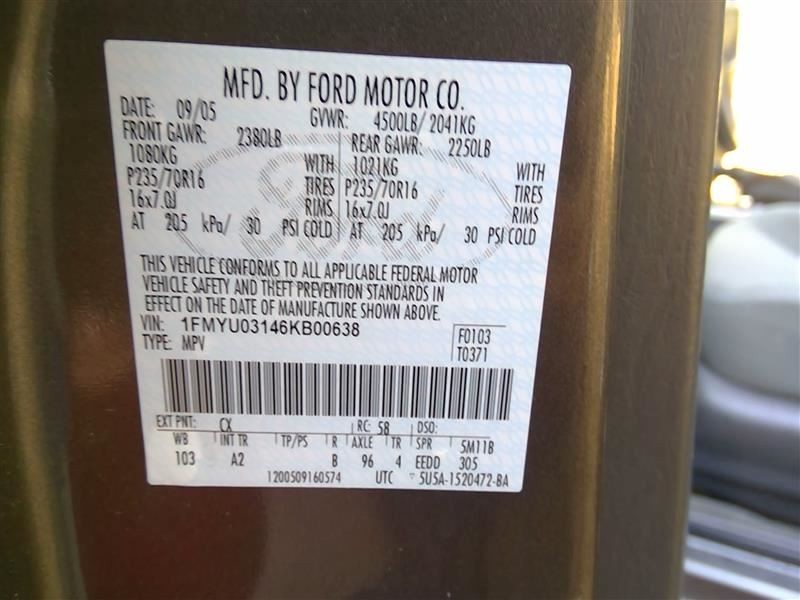 MFD. BY FORD MOTOR CO.
DATE: 09/05 GVWR: 4500LB/ 2041KG
FRONT GAWR: 2380LB REAR GAWR: 2250LB
1080KG WITH 1021KG WITH
P235/70R16 TIRES P235/70R16 TIRES
16x7.0J RIMS 16x7.0J RIMS
AT 205 kPa/ 30 PSI COLD AT 205 kPa/ 30 PSI COLD
THIS VEHICLE CONFORMS TO ALL APPLICABLE FEDERAL MOTOR
VEHICLE SAFETY AND THEFT PREVENTION STANDARDS IN
EFFECT ON THE DATE OF MANUFACTURE SHOWN ABOVE.
VIN: 1FMYU03146KB00638 F0103
TYPE: MPV T0371
EXT PNT: CX RC: 58 DSO:
WB INT TR TP/PS R AXLE TR SPR 5M11B
103 A2 B 96 4 EEDD 305
1200509160574 UTC 5U5A-1520472-BA